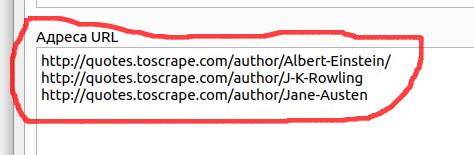 Адреса URL
http://quotes.toscrape.com/author/Albert-Einstein/
http://quotes.toscrape.com/author/J-K-Rowling
http://quotes.toscrape.com/author/Jane-Austen